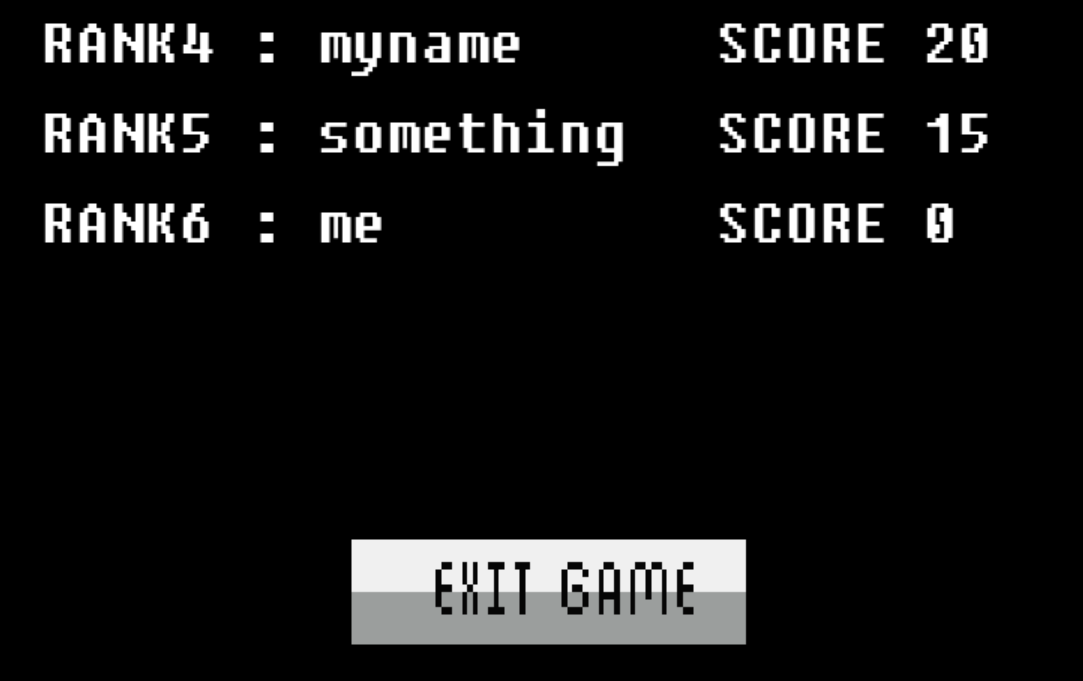 RANK4 : myname SCORE 20
RANK5 : something SCORE 15
RANK6 : me SCORE 0
EXIT GAME